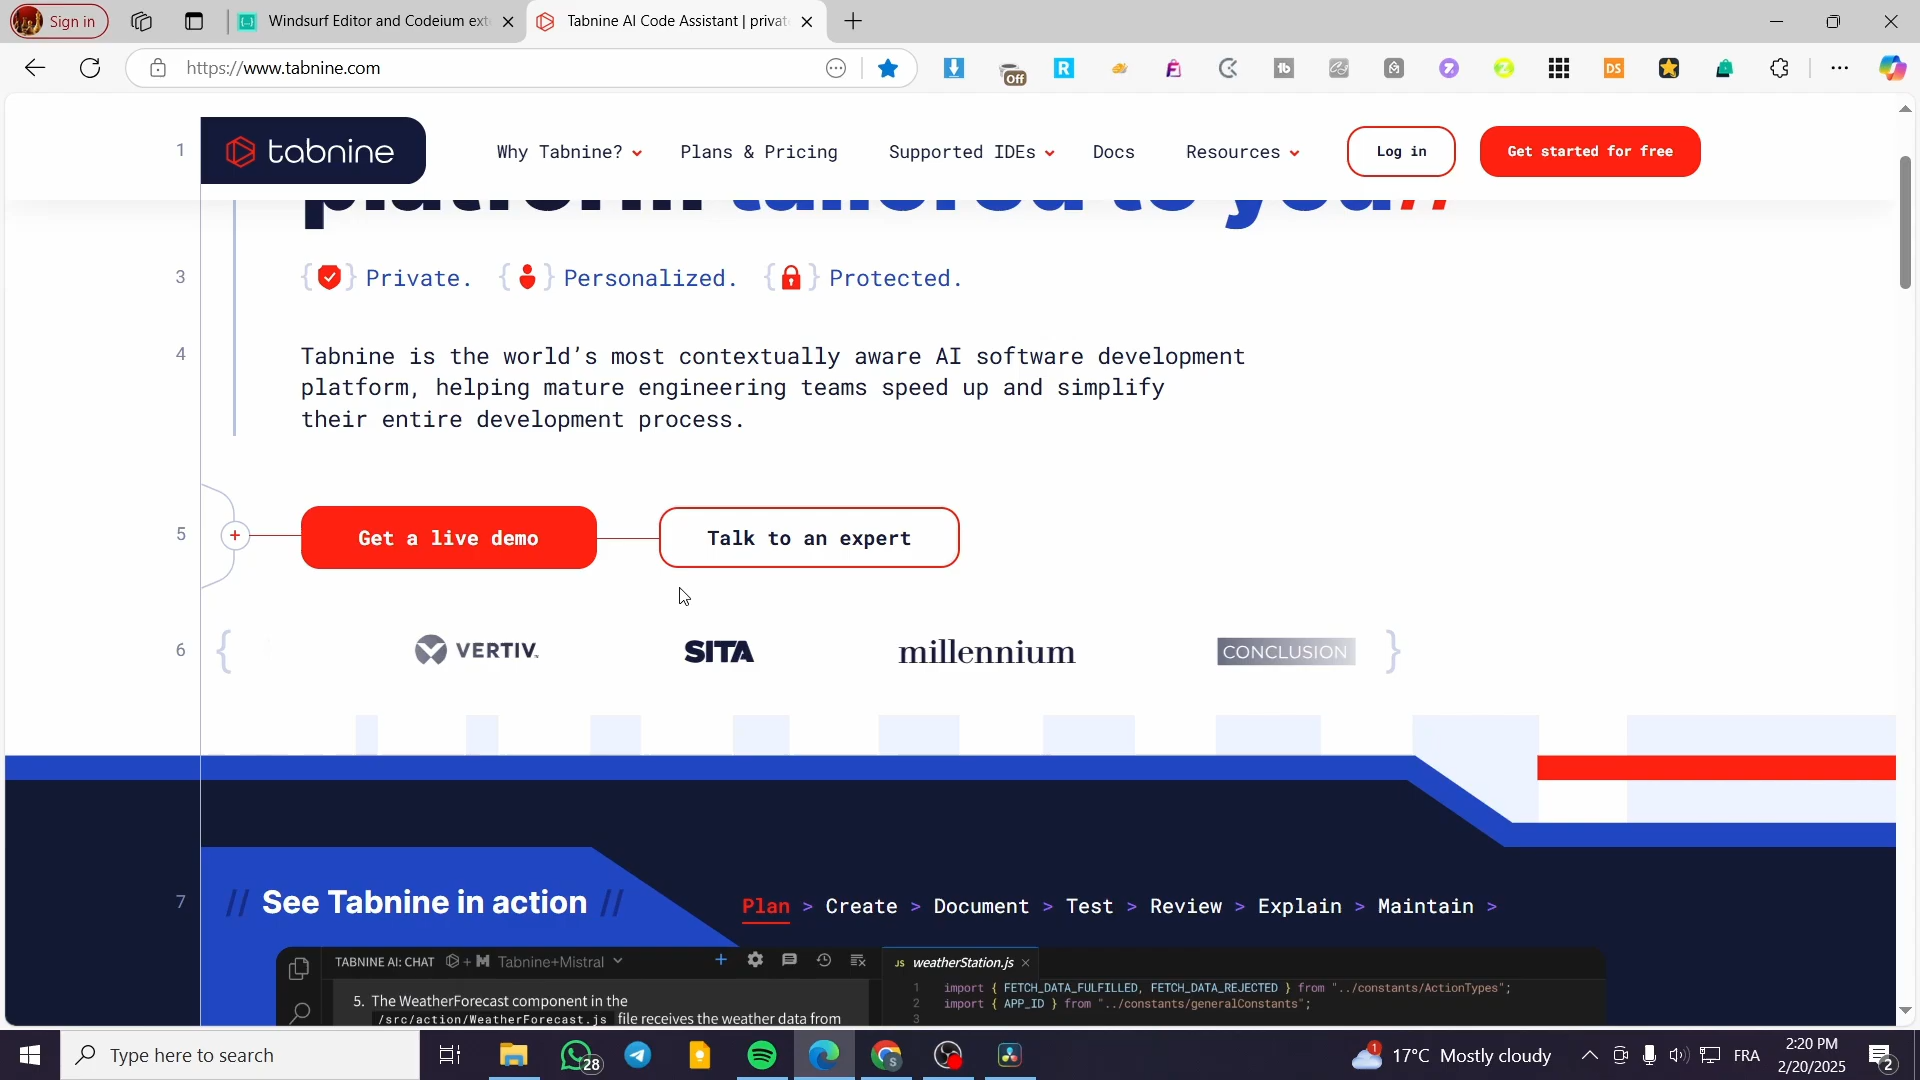 Sign in
Windsurf Editor and Codeium ext
Tabnine AI Code Assistant | privat
https://www.tabnine.com
Off
DS
1
tabnine
Why Tabnine?
Plans & Pricing
Supported IDEs
Docs
Resources
Log in
Get started for free
platform tailored to you//
3
{ } Private. { } Personalized. { } Protected.
4
Tabnine is the world’s most contextually aware AI software development
platform, helping mature engineering teams speed up and simplify
their entire development process.
5
+
Get a live demo
Talk to an expert
6
{ VERTIV. SITA millennium CONCLUSION }
7
// See Tabnine in action //
Plan > Create > Document > Test > Review > Explain > Maintain >
TABNINE AI: CHAT + Tabnine+Mistral
JS weatherStation.js
5. The WeatherForecast component in the
/src/action/WeatherForecast.js file receives the weather data from
1 import { FETCH_DATA_FULFILLED, FETCH_DATA_REJECTED } from "../constants/ActionTypes";
2 import { APP_ID } from "../constants/generalConstants";
3
Type here to search
28
1
17°C Mostly cloudy
FRA
2:20 PM
2/20/2025
2